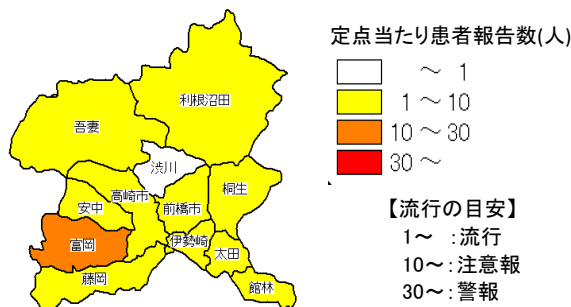 定点当たり患者報告数(人)
～ 1
1 ～ 10
10 ～ 30
30 ～
【流行の目安】
1～ :流行
10～:注意報
30～:警報
利根沼田
吾妻
渋川
桐生
高崎市
前橋市
安中
伊勢崎
富岡
太田
藤岡
館林